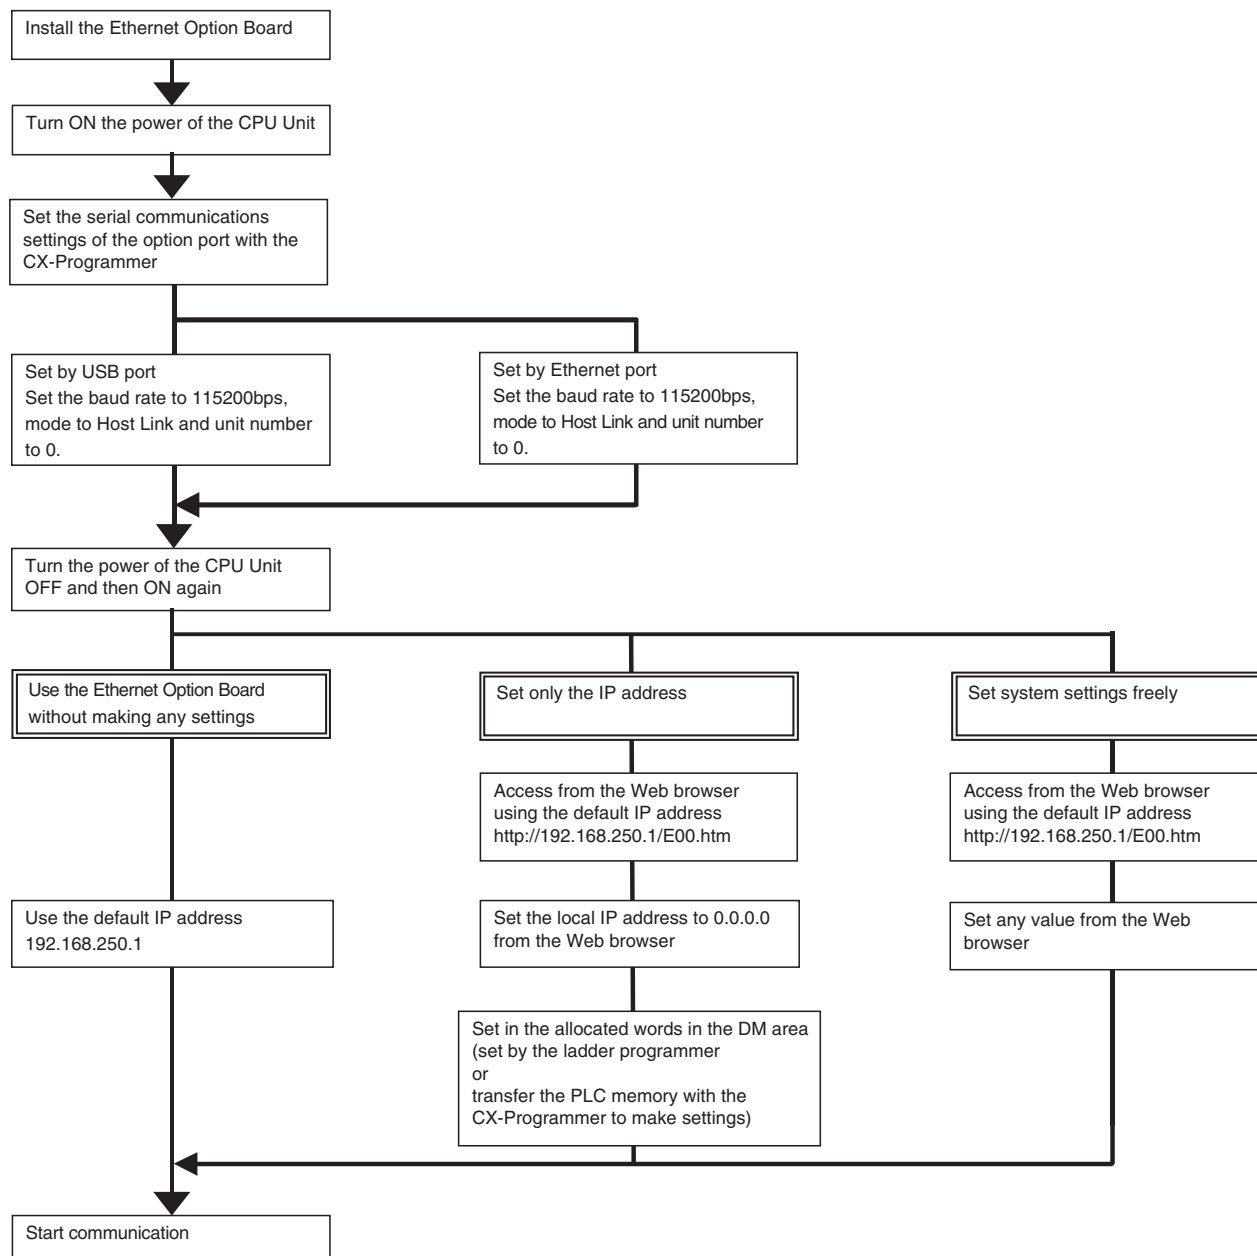 Install the Ethernet Option Board
Turn ON the power of the CPU Unit
Set the serial communications
settings of the option port with the
CX-Programmer
Set by USB port
Set the baud rate to 115200bps,
mode to Host Link and unit number
to 0.
Set by Ethernet port
Set the baud rate to 115200bps,
mode to Host Link and unit number
to 0.
Turn the power of the CPU Unit
OFF and then ON again
Use the Ethernet Option Board
without making any settings
Set only the IP address
Set system settings freely
Access from the Web browser
using the default IP address
http://192.168.250.1/E00.htm
Access from the Web browser
using the default IP address
http://192.168.250.1/E00.htm
Use the default IP address
192.168.250.1
Set the local IP address to 0.0.0.0
from the Web browser
Set any value from the Web
browser
Set in the allocated words in the DM area
(set by the ladder programmer
or
transfer the PLC memory with the
CX-Programmer to make settings)
Start communication